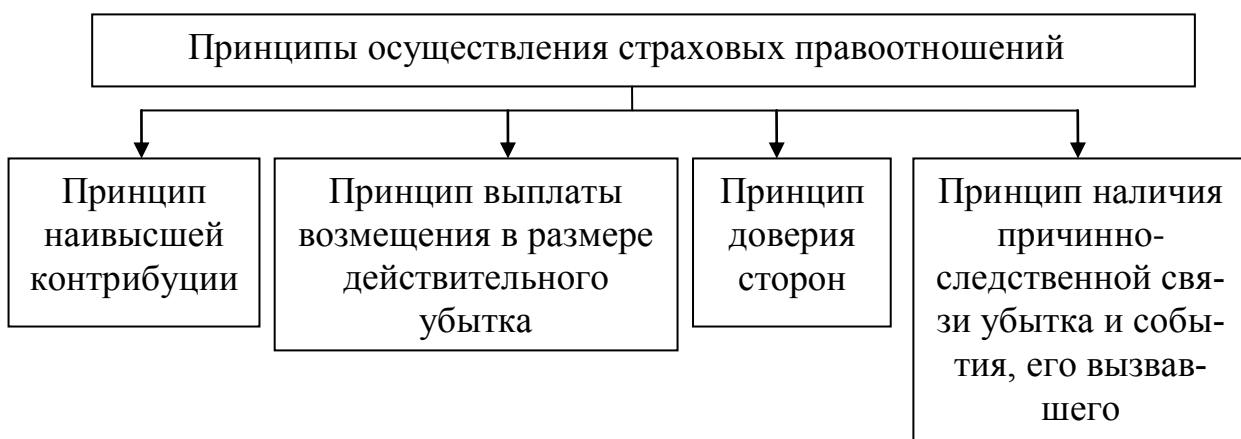 Принципы осуществления страховых правоотношений
Принцип
наивысшей
контрибуции
Принцип выплаты
возмещения в размере
действительного
убытка
Принцип
доверия
сторон
Принцип наличия
причинно-
следственной свя-
зи убытка и собы-
тия, его вызвав-
шего